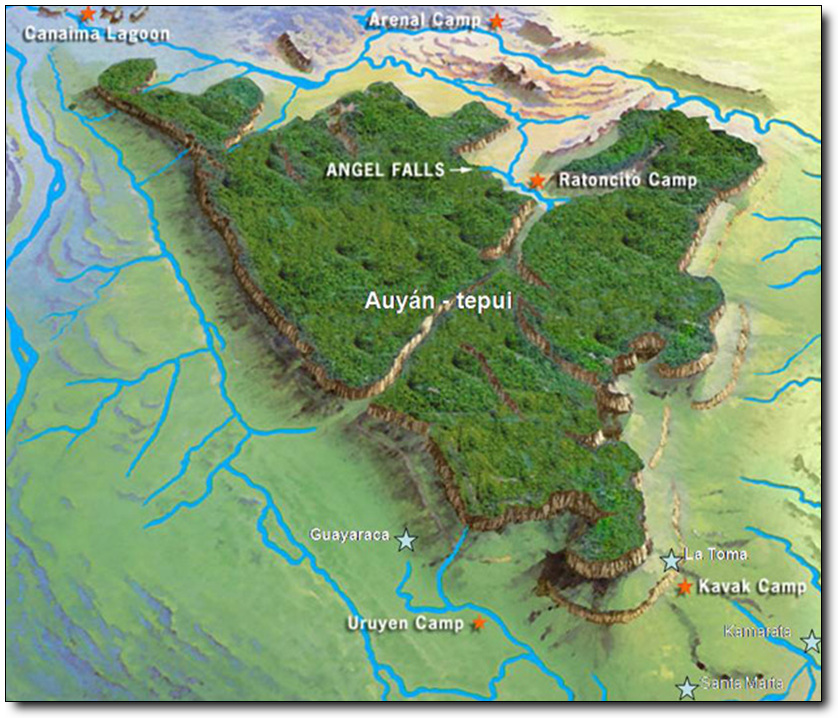 Arenal Camp
Canaima Lagoon
ANGEL FALLS
Ratoncito Camp
Auyán - tepui
Guayaraca
La Toma
Kavak Camp
Uruyen Camp
Kamarata
Santa Marta